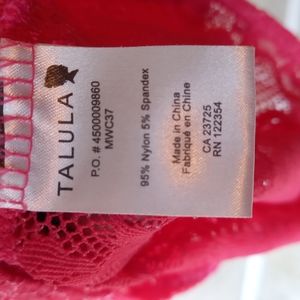 TALULA
P.O. # 4500009860
MWC37
95% Nylon 5% Spandex
Made in China
Fabriqué en Chine
CA 23725
RN 122354